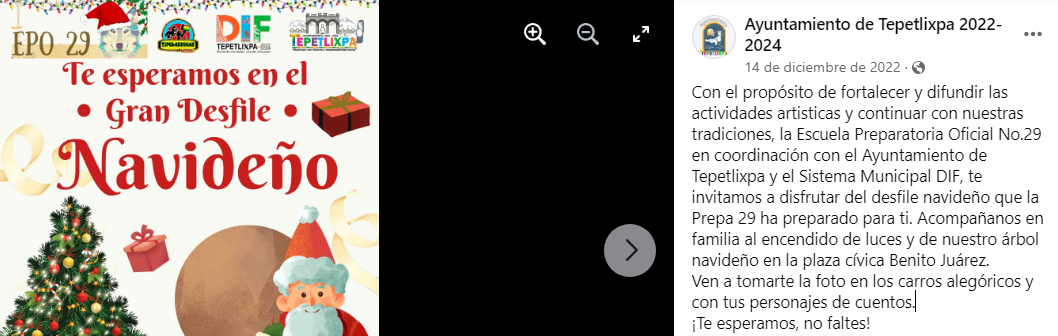 EPO 29
DIF
TEPETLIXPA
TEPETLIXPA
Te esperamos en el
• Gran Desfile •
Navideño
Ayuntamiento de Tepetlixpa 2022-
2024
14 de diciembre de 2022 ·
Con el propósito de fortalecer y difundir las
actividades artisticas y continuar con nuestras
tradiciones, la Escuela Preparatoria Oficial No.29
en coordinación con el Ayuntamiento de
Tepetlixpa y el Sistema Municipal DIF, te
invitamos a disfrutar del desfile navideño que la
Prepa 29 ha preparado para ti. Acompañanos en
familia al encendido de luces y de nuestro árbol
navideño en la plaza cívica Benito Juárez.
Ven a tomarte la foto en los carros alegóricos y
con tus personajes de cuentos.
¡Te esperamos, no faltes!